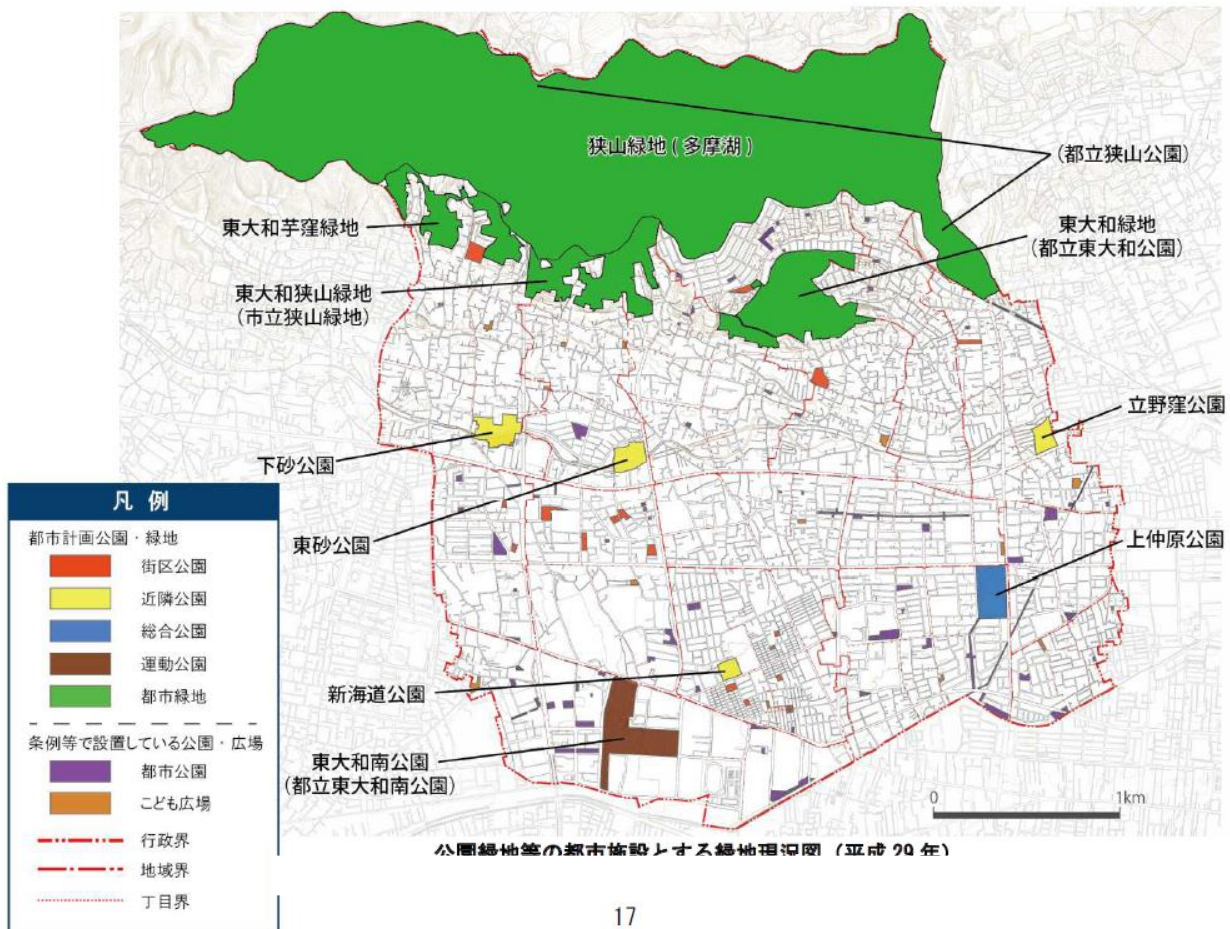 狭山緑地(多摩湖)
(都立狭山公園)
東大和芋窪緑地
東大和緑地
(都立東大和公園)
東大和狭山緑地
(市立狭山緑地)
立野窪公園
下砂公園
東砂公園
上仲原公園
新海道公園
東大和南公園
(都立東大和南公園)
0 1km
凡例
都市計画公園・緑地
街区公園
近隣公園
総合公園
運動公園
都市緑地
条例等で設置している公園・広場
都市公園
こども広場
行政界
地域界
丁目界
公園緑地等の都市施設とする緑地現況図(平成29年)
17